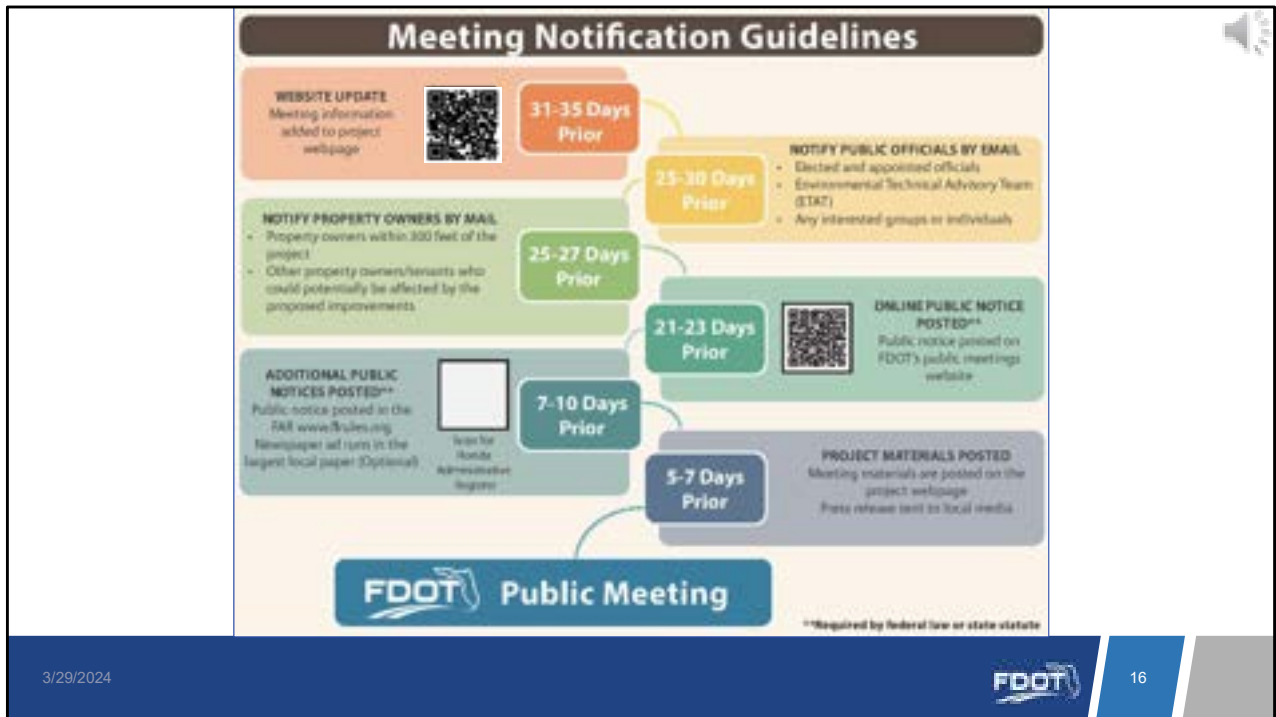 Meeting Notification Guidelines
WEBSITE UPDATE
Meeting information
added to project
webpage
31-35 Days
Prior
25-30 Days
Prior
NOTIFY PUBLIC OFFICIALS BY EMAIL
• Elected and appointed officials
• Environmental Technical Advisory Team
(ETAT)
• Any interested groups or individuals
NOTIFY PROPERTY OWNERS BY MAIL
• Property owners within 300 feet of the
project
• Other property owners/tenants who
could potentially be affected by the
proposed improvements
25-27 Days
Prior
21-23 Days
Prior
ONLINE PUBLIC NOTICE
POSTED**
Public notice posted on
FDOT's public meetings
website
ADDITIONAL PUBLIC
NOTICES POSTED**
Public notice posted in the
FAR www.flrules.org
Newspaper ad runs in the
largest local paper (Optional)
Scan for
Florida
Administrative
Register
7-10 Days
Prior
5-7 Days
Prior
PROJECT MATERIALS POSTED
Meeting materials are posted on the
project webpage
Press release sent to local media
FDOT Public Meeting
**Required by federal law or state statute
3/29/2024
FDOT
16